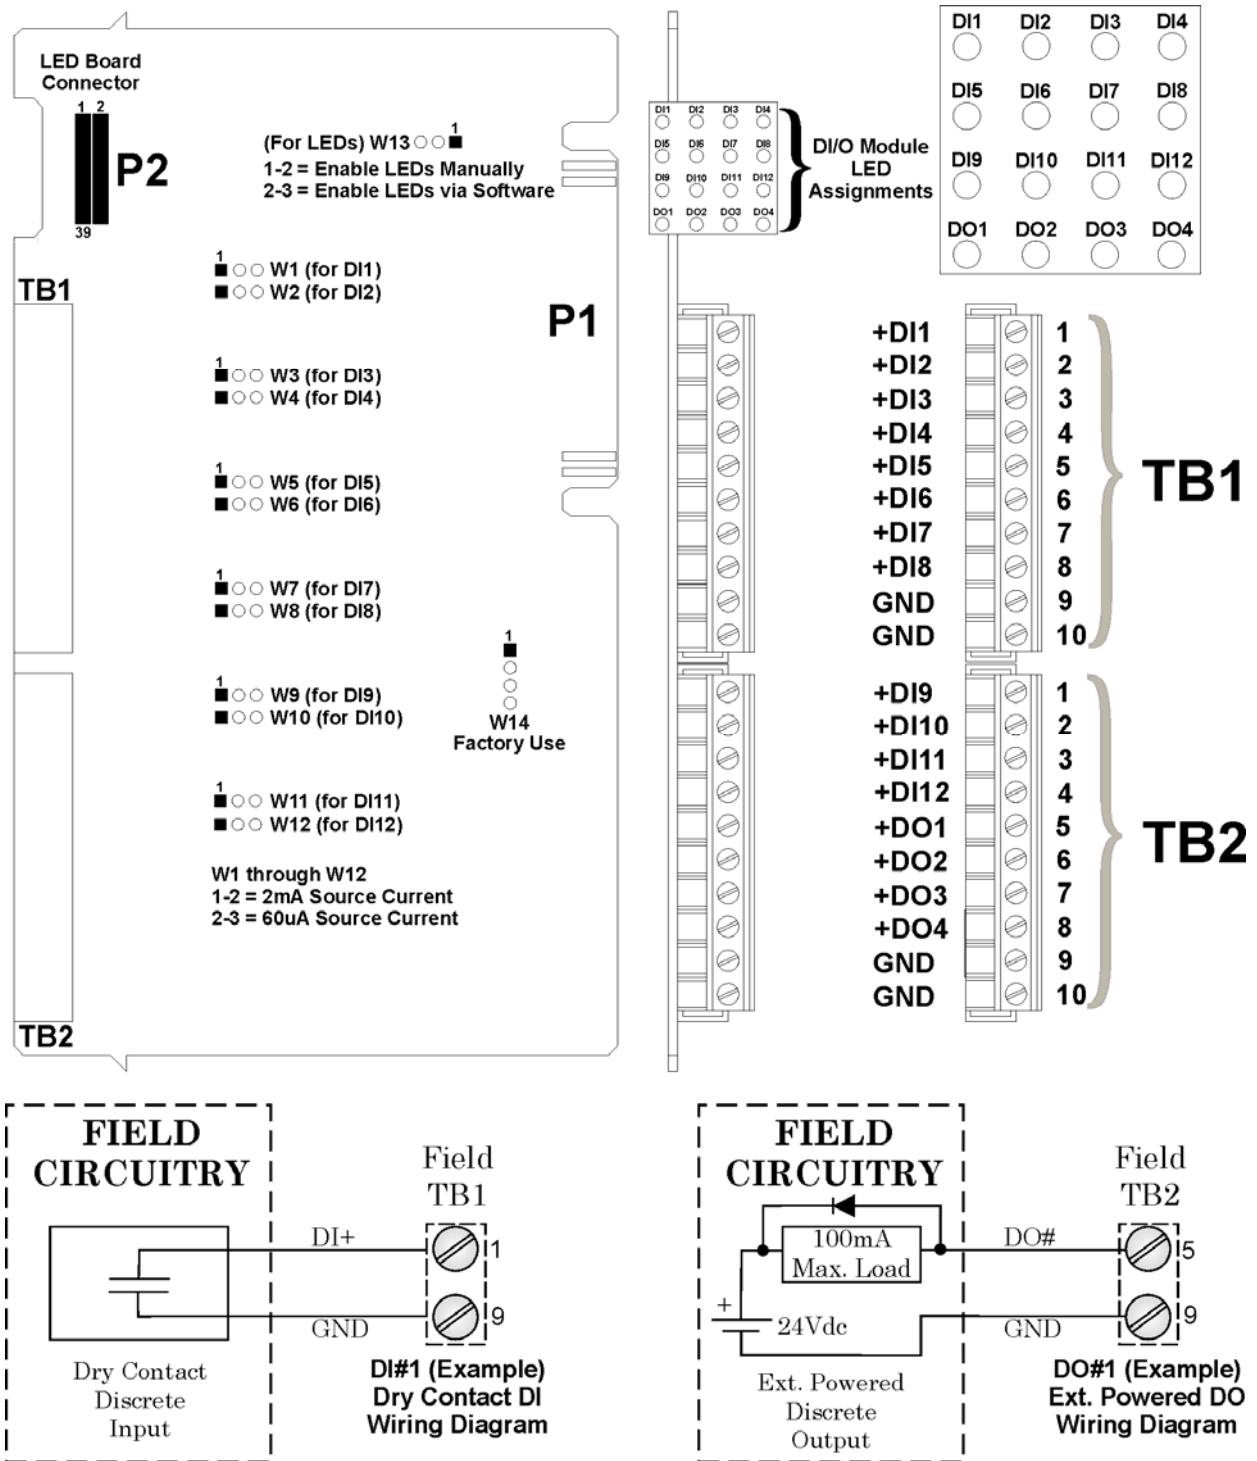 LED Board
Connector
1 2
P2
39
1
(For LEDs) W13
1-2 = Enable LEDs Manually
2-3 = Enable LEDs via Software
TB1
1
W1 (for DI1)
W2 (for DI2)
P1
1
W3 (for DI3)
W4 (for DI4)
1
W5 (for DI5)
W6 (for DI6)
1
W7 (for DI7)
W8 (for DI8)
1
W14
Factory Use
1
W9 (for DI9)
W10 (for DI10)
1
W11 (for DI11)
W12 (for DI12)
W1 through W12
1-2 = 2mA Source Current
2-3 = 60uA Source Current
TB2
DI1 DI2 DI3 DI4
DI5 DI6 DI7 DI8
DI9 DI10 DI11 DI12
DO1 DO2 DO3 DO4
DI/O Module
LED
Assignments
DI1 DI2 DI3 DI4
DI5 DI6 DI7 DI8
DI9 DI10 DI11 DI12
DO1 DO2 DO3 DO4
+DI1 1
+DI2 2
+DI3 3
+DI4 4
+DI5 5
+DI6 6
+DI7 7
+DI8 8
GND 9
GND 10
TB1
+DI9 1
+DI10 2
+DI11 3
+DI12 4
+DO1 5
+DO2 6
+DO3 7
+DO4 8
GND 9
GND 10
TB2
FIELD
CIRCUITRY
Field
TB1
DI+
1
GND
9
Dry Contact
Discrete
Input
DI#1 (Example)
Dry Contact DI
Wiring Diagram
FIELD
CIRCUITRY
Field
TB2
100mA
Max. Load
DO#
5
+
24Vdc
GND
9
Ext. Powered
Discrete
Output
DO#1 (Example)
Ext. Powered DO
Wiring Diagram